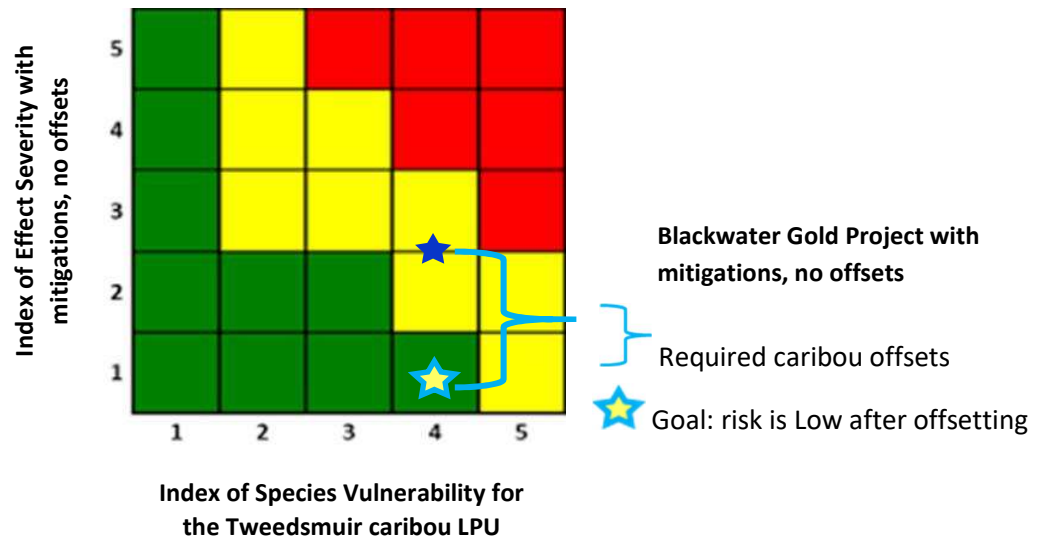 Index of Effect Severity with
mitigations, no offsets
5
4
3
2
1
1 2 3 4 5
Index of Species Vulnerability for
the Tweedsmuir caribou LPU
Blackwater Gold Project with
mitigations, no offsets
Required caribou offsets
Goal: risk is Low after offsetting